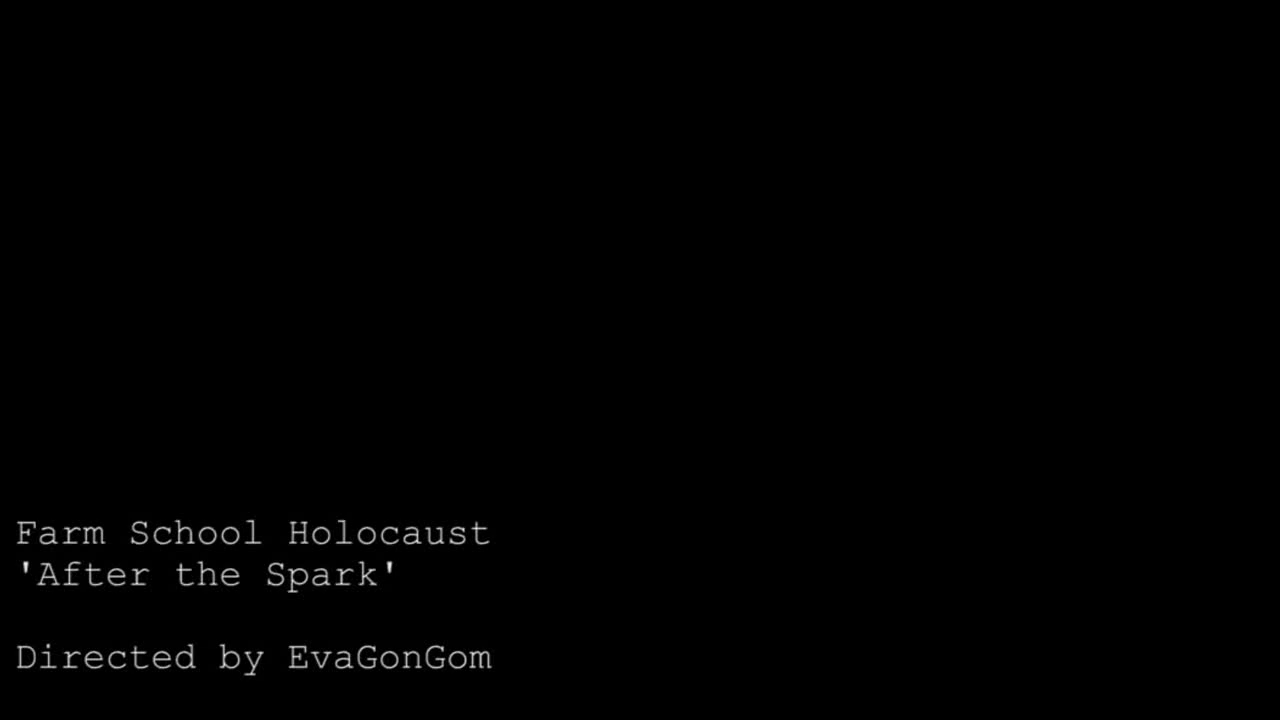 Farm School Holocaust
'After the Spark'
Directed by EvaGonGom